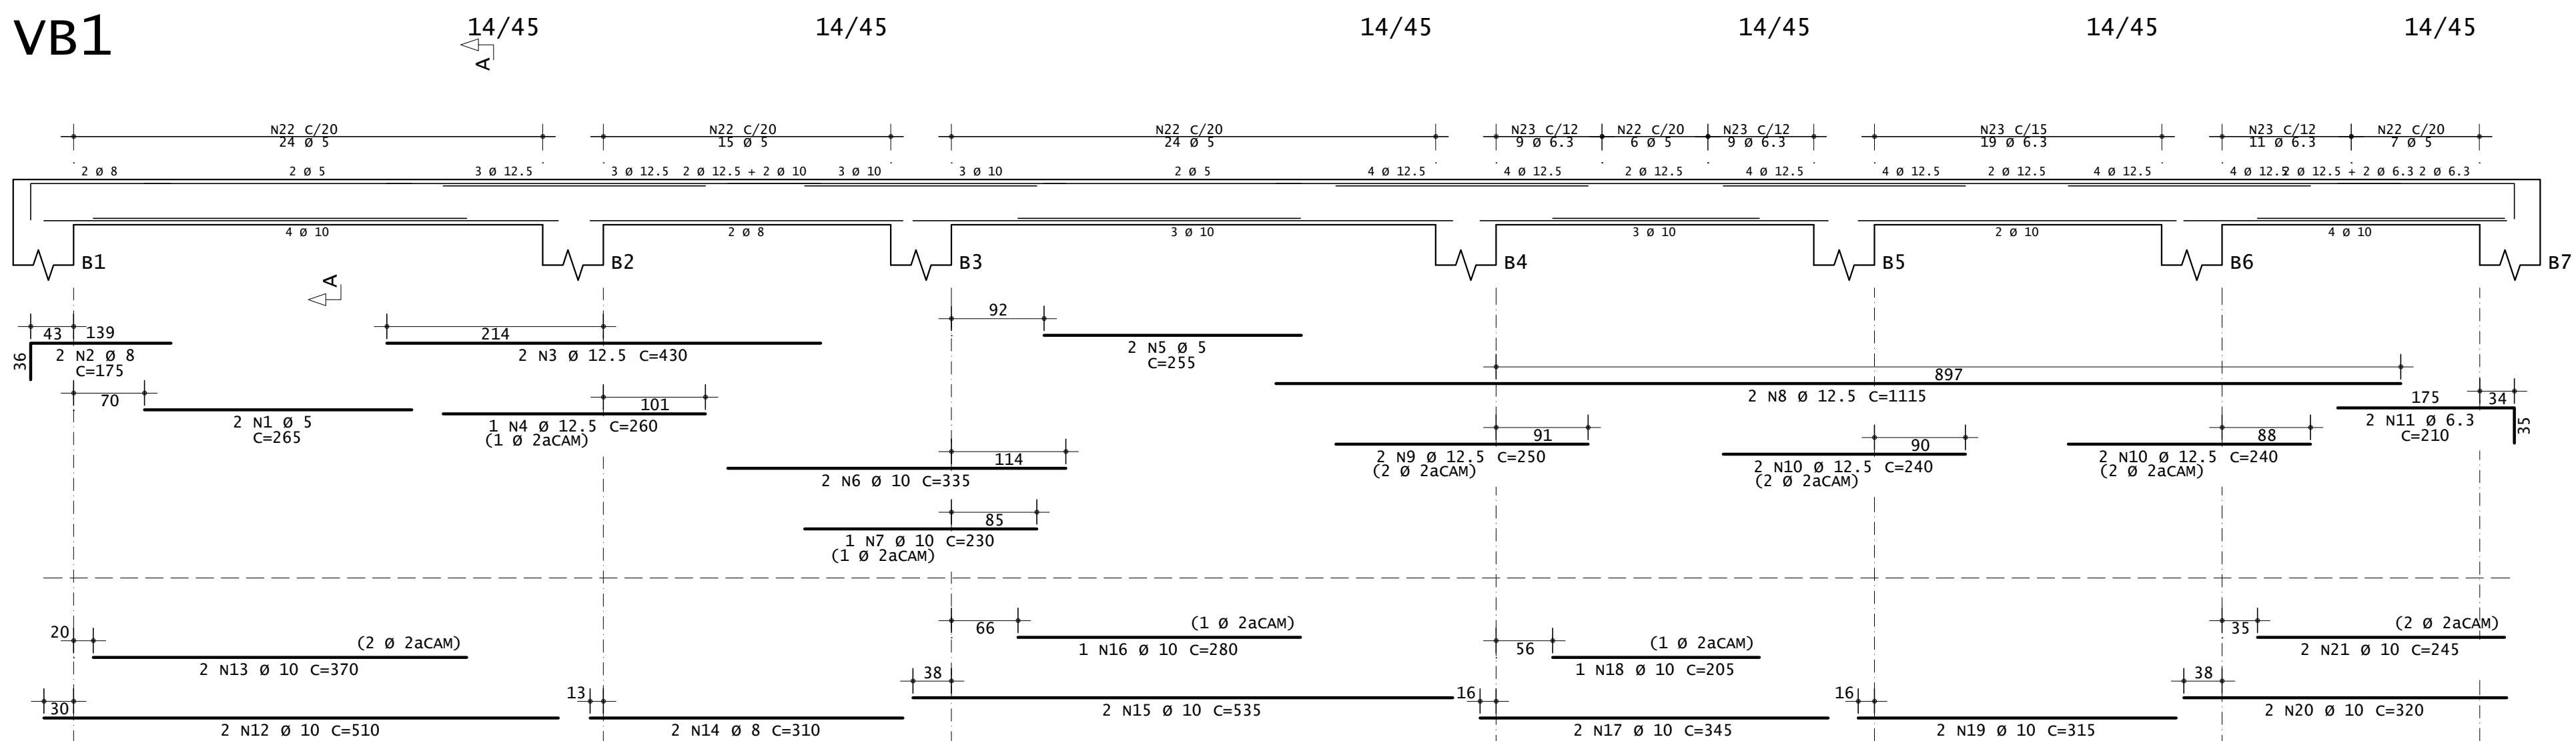 VB1
14/45 14/45 14/45 14/45 14/45 14/45
A
N22 C/20 N22 C/20 N22 C/20 N23 C/12 N22 C/20 N23 C/12 N23 C/15 N23 C/12 N22 C/20
24 Ø 5 15 Ø 5 24 Ø 5 9 Ø 6.3 6 Ø 5 9 Ø 6.3 19 Ø 6.3 11 Ø 6.3 7 Ø 5
2 Ø 8 2 Ø 5 3 Ø 12.5 3 Ø 12.5 2 Ø 12.5 + 2 Ø 10 3 Ø 10 3 Ø 10 2 Ø 5 4 Ø 12.5 4 Ø 12.5 2 Ø 12.5 4 Ø 12.5 4 Ø 12.5 2 Ø 12.5 4 Ø 12.5 4 Ø 12.5 2 Ø 12.5 + 2 Ø 6.3 2 Ø 6.3
4 Ø 10 2 Ø 8 3 Ø 10 3 Ø 10 2 Ø 10 4 Ø 10
B1 B2 B3 B4 B5 B6 B7
A
43 139
36
2 N2 Ø 8
C=175
214
2 N3 Ø 12.5 C=430
92
2 N5 Ø 5
C=255
897
2 N8 Ø 12.5 C=1115
175 34
35
2 N11 Ø 6.3
C=210
70
2 N1 Ø 5
C=265
101
1 N4 Ø 12.5 C=260
(1 Ø 2aCAM)
91
2 N9 Ø 12.5 C=250
(2 Ø 2aCAM)
90
2 N10 Ø 12.5 C=240
(2 Ø 2aCAM)
88
2 N10 Ø 12.5 C=240
(2 Ø 2aCAM)
114
2 N6 Ø 10 C=335
85
1 N7 Ø 10 C=230
(1 Ø 2aCAM)
20
(2 Ø 2aCAM)
2 N13 Ø 10 C=370
66
(1 Ø 2aCAM)
1 N16 Ø 10 C=280
56
(1 Ø 2aCAM)
1 N18 Ø 10 C=205
35
(2 Ø 2aCAM)
2 N21 Ø 10 C=245
30
2 N12 Ø 10 C=510
13
2 N14 Ø 8 C=310
38
2 N15 Ø 10 C=535
16
2 N17 Ø 10 C=345
16
2 N19 Ø 10 C=315
38
2 N20 Ø 10 C=320